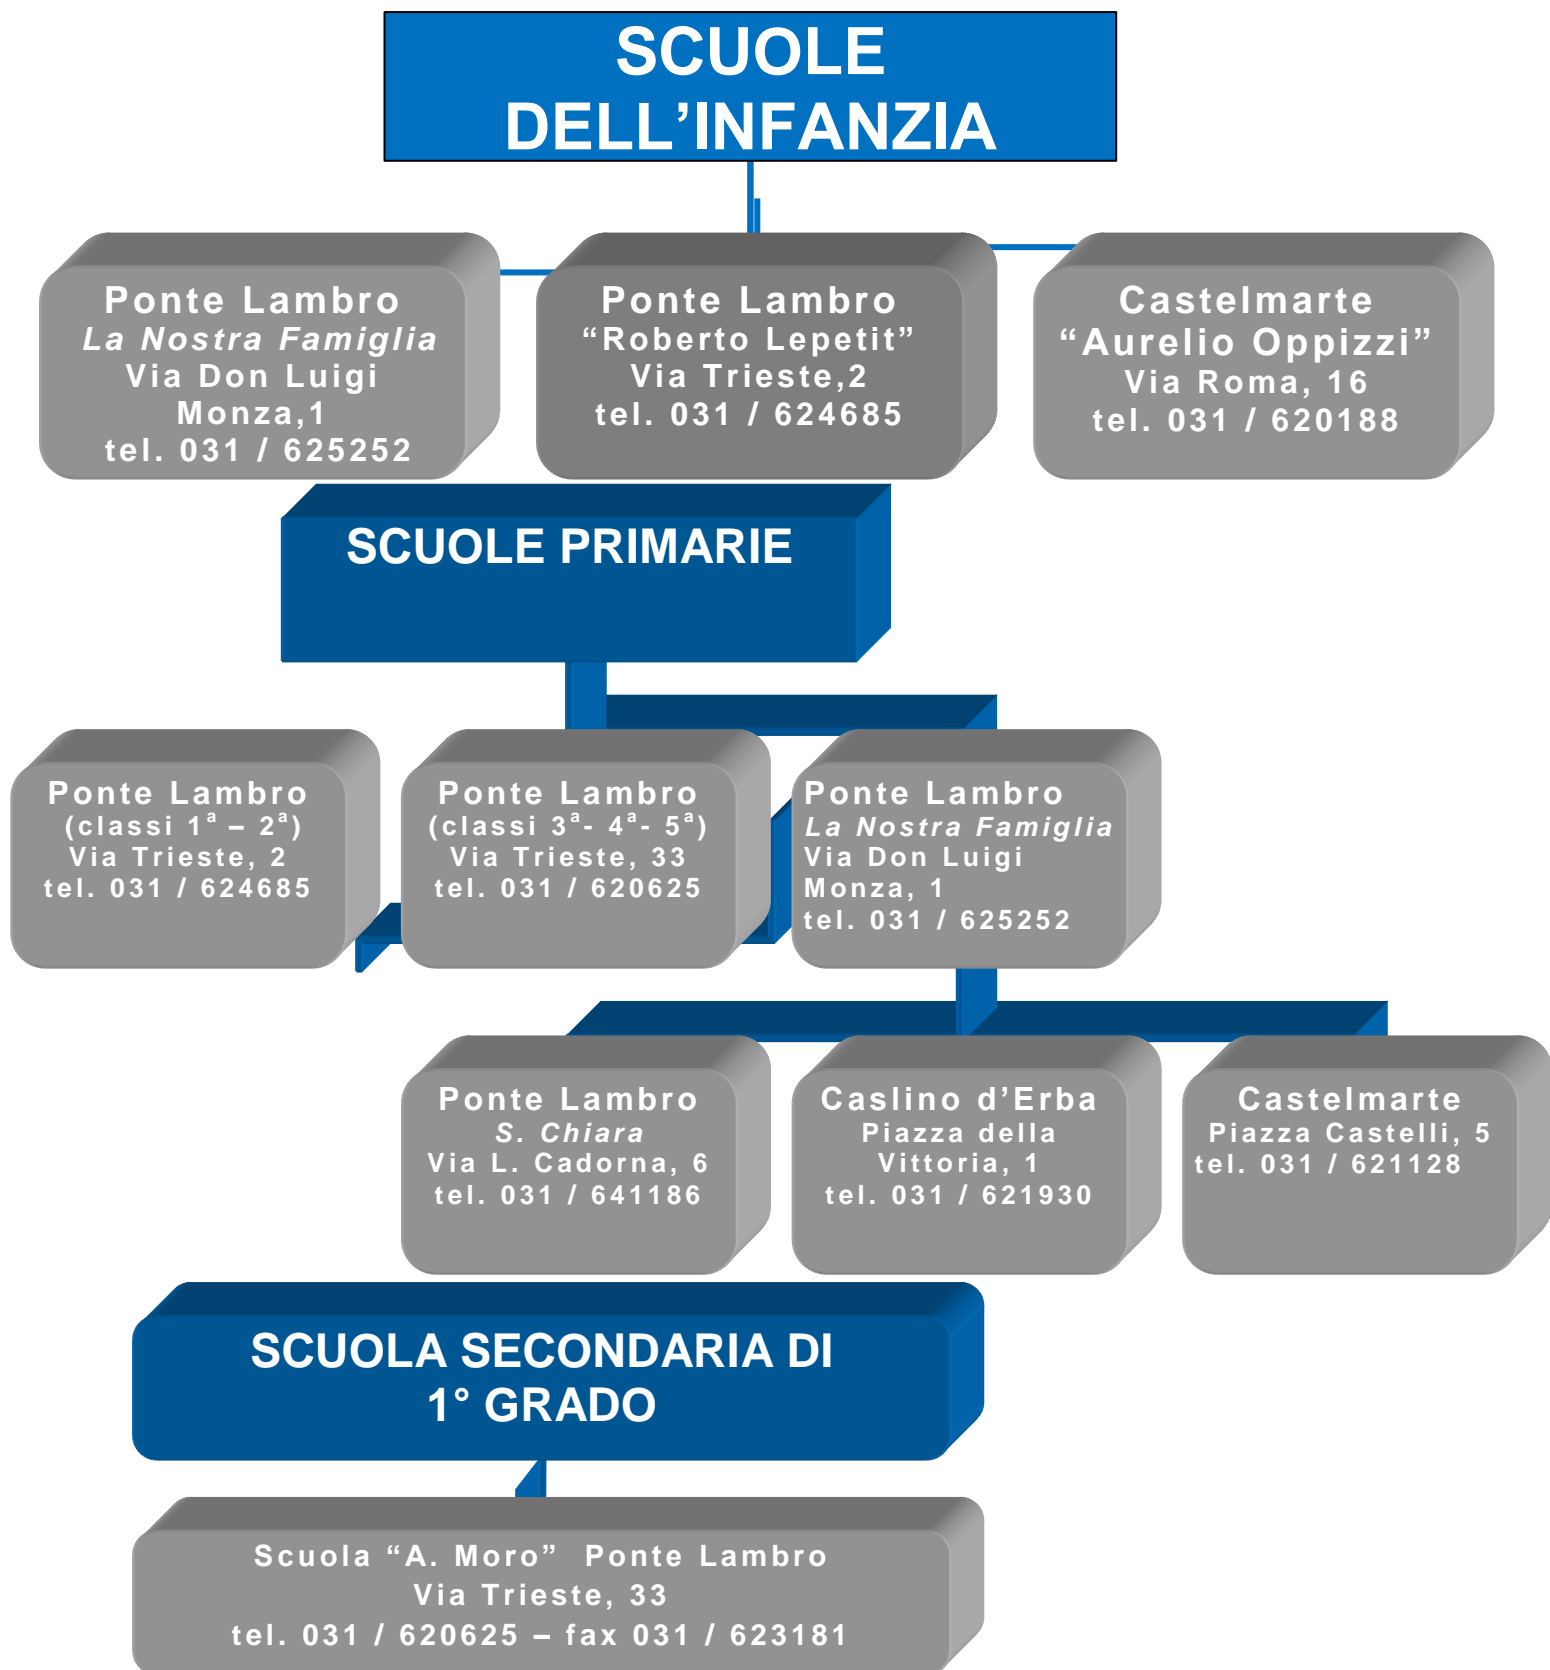 SCUOLE
DELL’INFANZIA
Ponte Lambro
La Nostra Famiglia
Via Don Luigi
Monza,1
tel. 031 / 625252
Ponte Lambro
“Roberto Lepetit”
Via Trieste,2
tel. 031 / 624685
Castelmarte
“Aurelio Oppizzi”
Via Roma, 16
tel. 031 / 620188
SCUOLE PRIMARIE
Ponte Lambro
(classi 1ª – 2ª)
Via Trieste, 2
tel. 031 / 624685
Ponte Lambro
(classi 3ª- 4ª- 5ª)
Via Trieste, 33
tel. 031 / 620625
Ponte Lambro
La Nostra Famiglia
Via Don Luigi
Monza, 1
tel. 031 / 625252
Ponte Lambro
S. Chiara
Via L. Cadorna, 6
tel. 031 / 641186
Caslino d’Erba
Piazza della
Vittoria, 1
tel. 031 / 621930
Castelmarte
Piazza Castelli, 5
tel. 031 / 621128
SCUOLA SECONDARIA DI
1° GRADO
Scuola “A. Moro” Ponte Lambro
Via Trieste, 33
tel. 031 / 620625 – fax 031 / 623181